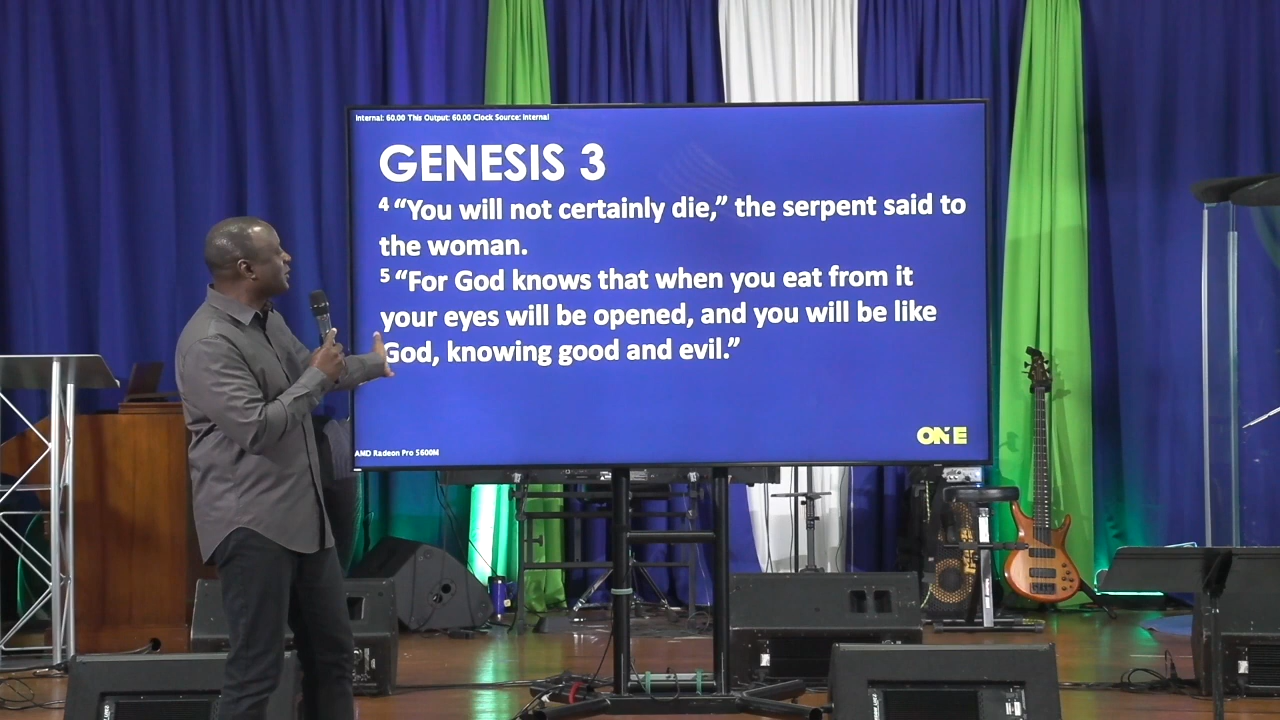 Internal: 60.00 This Output: 60.00 Clock Source: Internal
GENESIS 3
4 “You will not certainly die,” the serpent said to
the woman.
5 “For God knows that when you eat from it
your eyes will be opened, and you will be like
God, knowing good and evil.”
ONE
AMD Radeon Pro 5600M